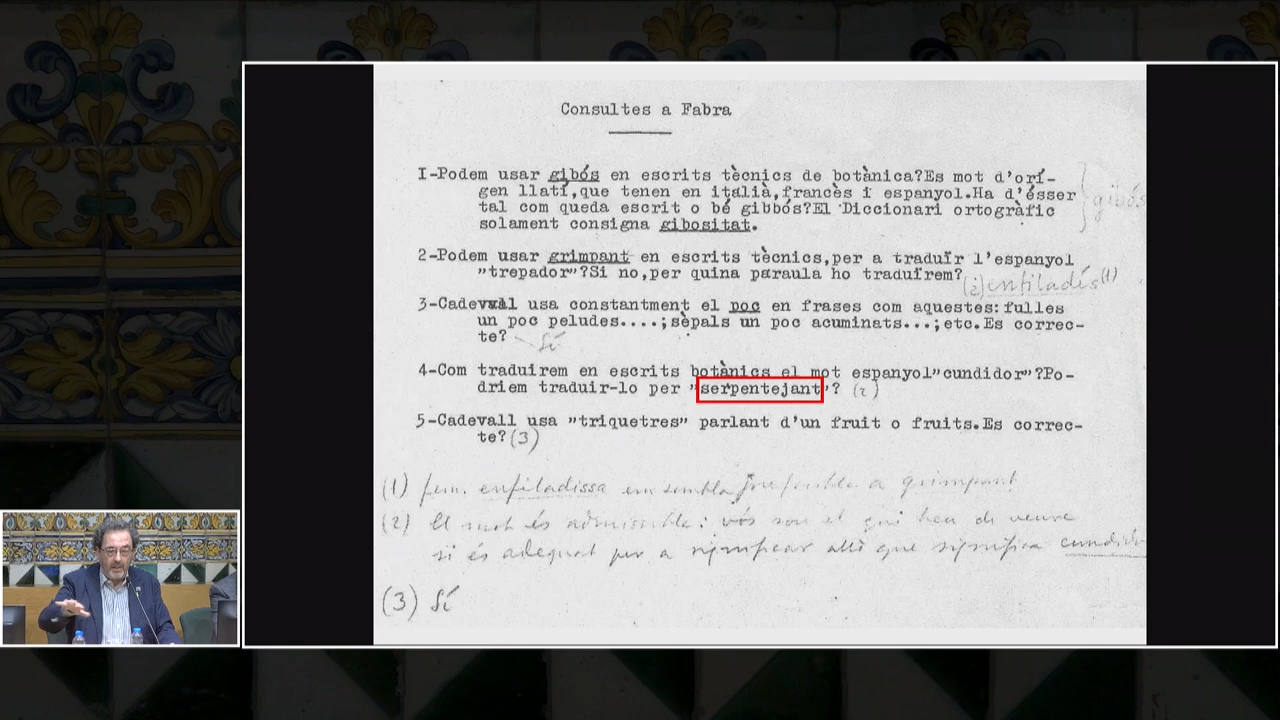 Consultes a Fabra
I-Podem usar gibós en escrits tècnics de botànica?Es mot d'orí-
gen llatí,que tenen en italià,francès i espanyol.Ha d'ésser
tal com queda escrit o bé gibbós?El Diccionari ortogràfic
solament consigna gibositat.
gibós
2-Podem usar grimpant en escrits tècnics,per a traduïr l'espanyol
"trepador"?Si no,per quina paraula ho traduïrem?
enfiladís (1)
3-Cadevall usa constantment el poc en frases com aquestes:fulles
un poc peludes....;sèpals un poc acuminats...;etc.Es correc-
te? Sí
4-Com traduirem en escrits botànics el mot espanyol"cundidor"?Po-
driem traduir-lo per "serpentejant"? (2)
5-Cadevall usa "triquetres" parlant d'un fruit o fruits.Es correc-
te? (3)
(1) fem. enfiladissa em sembla preferible a grimpant
(2) El mot és admissible: vós sou el qui heu de veure
si és adequat per a significar allò que significa cundido
(3) Sí